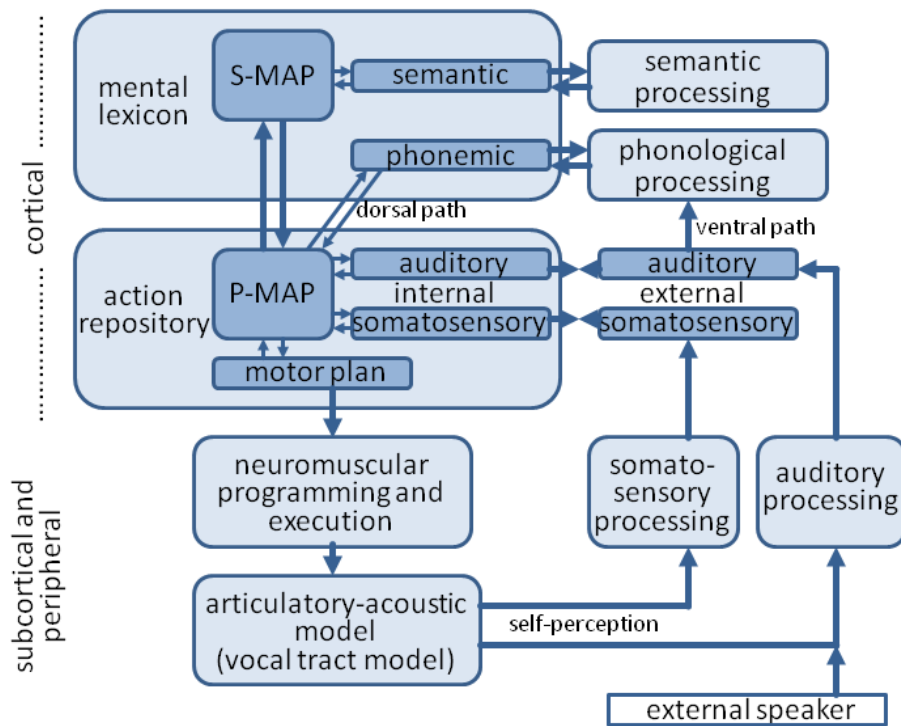 S-MAP
semantic
semantic
processing
mental
lexicon
phonemic
phonological
processing
dorsal path
ventral path
cortical
P-MAP
auditory
auditory
internal
external
action
repository
somatosensory
somatosensory
motor plan
neuromuscular
programming and
execution
somato-
sensory
processing
auditory
processing
subcortical and
peripheral
articulatory-acoustic
model
(vocal tract model)
self-perception
external speaker